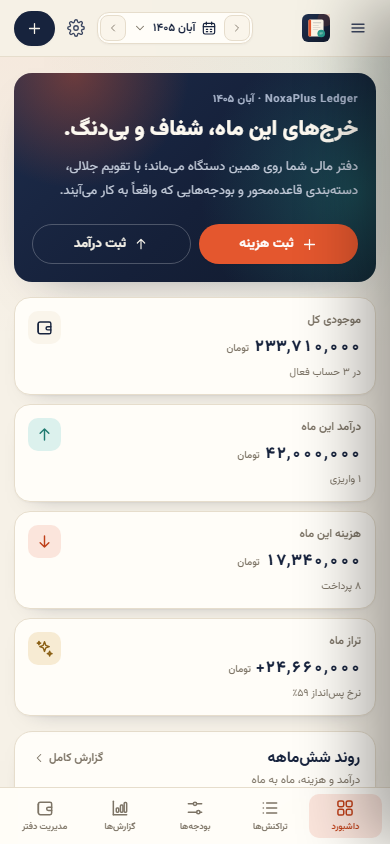 آبان ۱۴۰۵
NoxaPlus Ledger · آبان ۱۴۰۵
خرج‌های این ماه، شفاف و بی‌دنگ.
دفتر مالی شما روی همین دستگاه می‌ماند؛ با تقویم جلالی،
دسته‌بندی قاعده‌محور و بودجه‌هایی که واقعاً به کار می‌آیند.
ثبت هزینه
ثبت درآمد
موجودی کل
۲۳۳,۷۱۰,۰۰۰ تومان
در ۳ حساب فعال
درآمد این ماه
۴۲,۰۰۰,۰۰۰ تومان
۱ واریزی
هزینه این ماه
۱۷,۳۴۰,۰۰۰ تومان
۸ پرداخت
تراز ماه
+۲۴,۶۶۰,۰۰۰ تومان
نرخ پس‌انداز ۵۹٪
روند شش‌ماهه
گزارش کامل
درآمد و هزینه، ماه به ماه
داشبورد
تراکنش‌ها
بودجه‌ها
گزارش‌ها
مدیریت دفتر